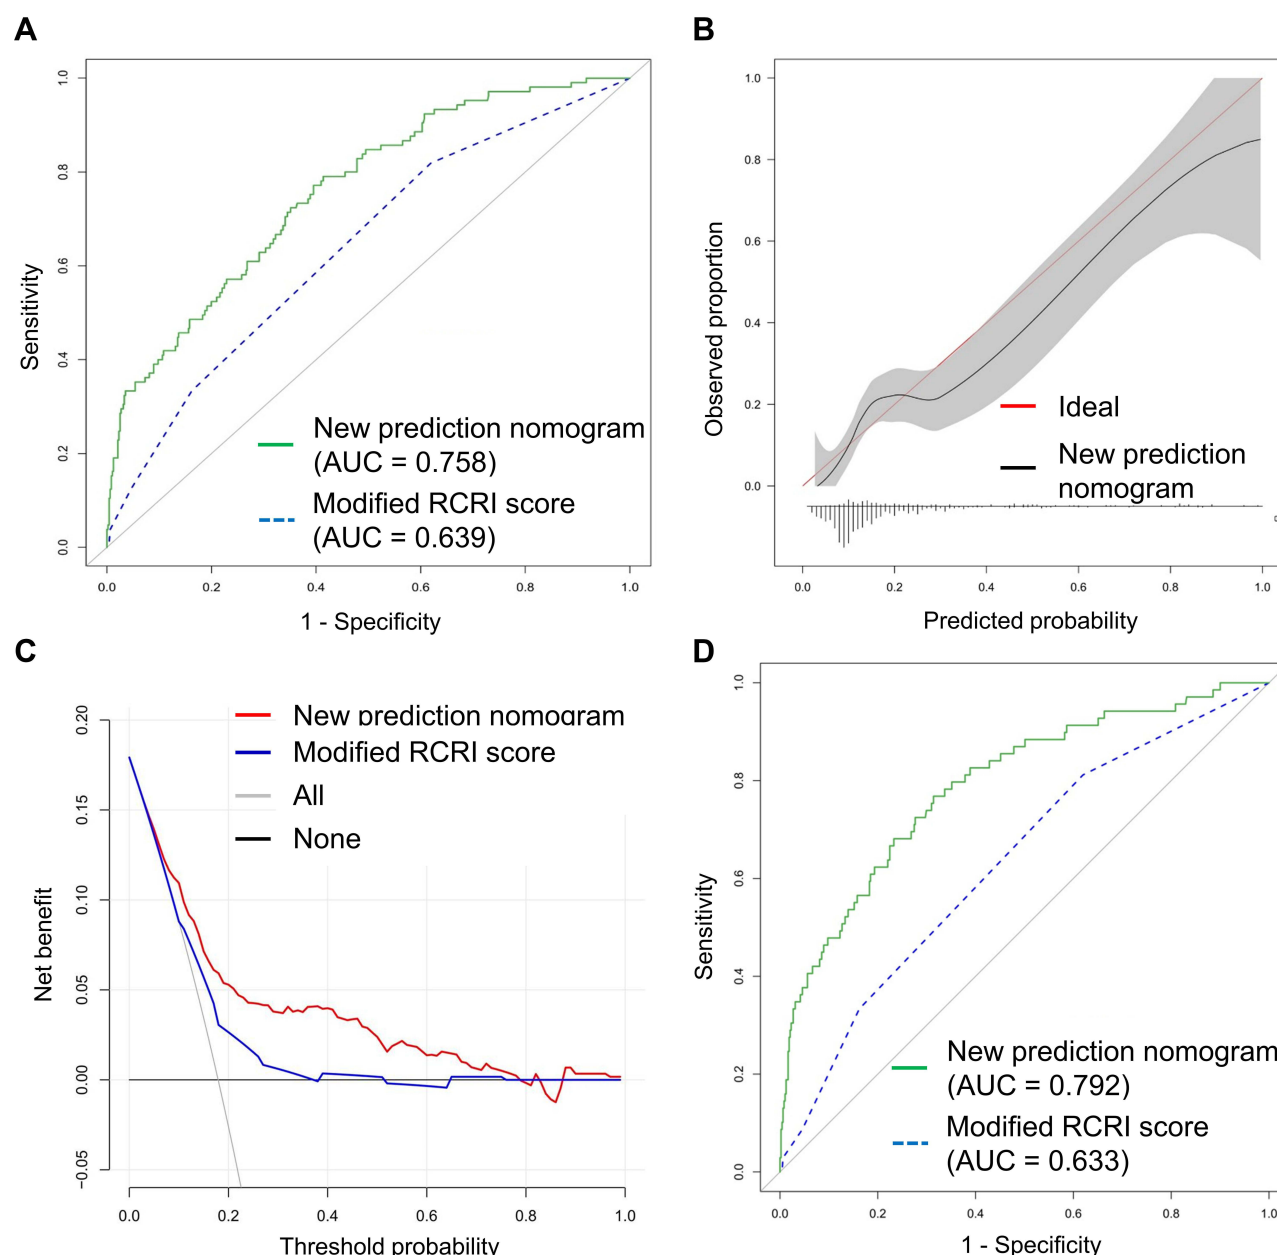 A
1.0
0.8
0.6
0.4
0.2
0.0
Sensitivity
New prediction nomogram
(AUC = 0.758)
Modified RCRI score
(AUC = 0.639)
0.0 0.2 0.4 0.6 0.8 1.0
1 - Specificity
B
1.0
0.8
0.6
0.4
0.2
0.0
Observed proportion
Ideal
New prediction
nomogram
0.0 0.2 0.4 0.6 0.8 1.0
Predicted probability
C
0.20
0.15
0.10
0.05
0.00
−0.05
Net benefit
New prediction nomogram
Modified RCRI score
All
None
0.0 0.2 0.4 0.6 0.8 1.0
Threshold probability
D
1.0
0.8
0.6
0.4
0.2
0.0
Sensitivity
New prediction nomogram
(AUC = 0.792)
Modified RCRI score
(AUC = 0.633)
0.0 0.2 0.4 0.6 0.8 1.0
1 - Specificity